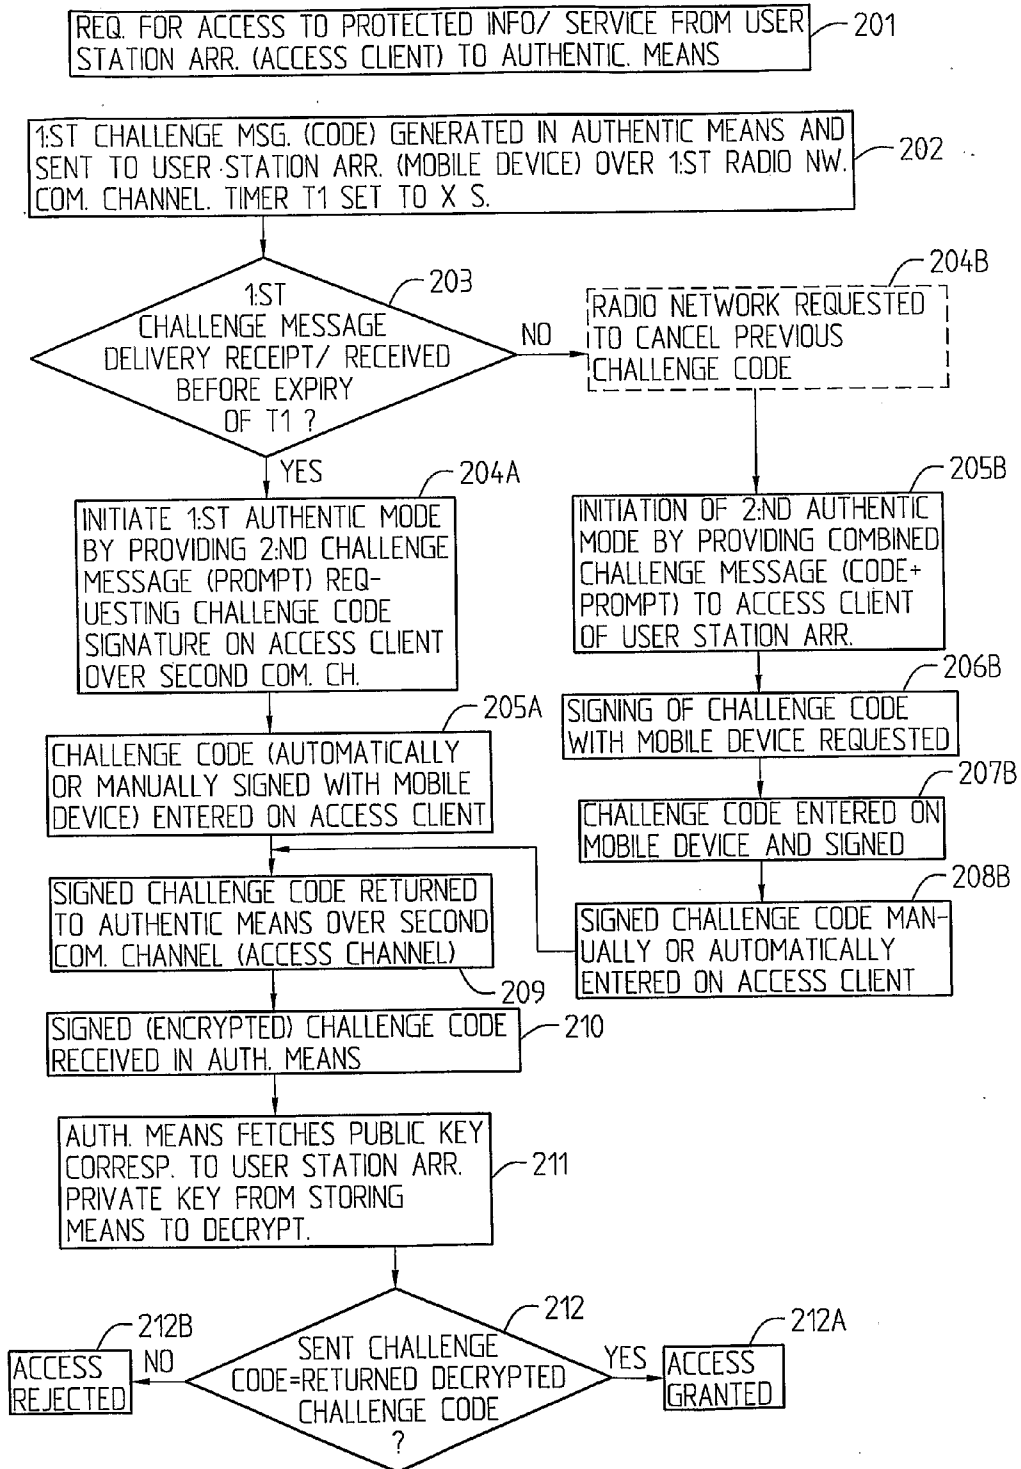 REQ. FOR ACCESS TO PROTECTED INFO/ SERVICE FROM USER
STATION ARR. (ACCESS CLIENT) TO AUTHENTIC. MEANS
201
1:ST CHALLENGE MSG. (CODE) GENERATED IN AUTHENTIC MEANS AND
SENT TO USER STATION ARR. (MOBILE DEVICE) OVER 1:ST RADIO NW.
COM. CHANNEL. TIMER T1 SET TO X S.
202
1:ST
CHALLENGE MESSAGE
DELIVERY RECEIPT/ RECEIVED
BEFORE EXPIRY
OF T1 ?
203
NO
YES
204B
RADIO NETWORK REQUESTED
TO CANCEL PREVIOUS
CHALLENGE CODE
204A
INITIATE 1:ST AUTHENTIC MODE
BY PROVIDING 2:ND CHALLENGE
MESSAGE (PROMPT) REQ-
UESTING CHALLENGE CODE
SIGNATURE ON ACCESS CLIENT
OVER SECOND COM. CH.
205B
INITIATION OF 2:ND AUTHENTIC
MODE BY PROVIDING COMBINED
CHALLENGE MESSAGE (CODE+
PROMPT) TO ACCESS CLIENT
OF USER STATION ARR.
206B
SIGNING OF CHALLENGE CODE
WITH MOBILE DEVICE REQUESTED
205A
CHALLENGE CODE (AUTOMATICALLY
OR MANUALLY SIGNED WITH MOBILE
DEVICE) ENTERED ON ACCESS CLIENT
207B
CHALLENGE CODE ENTERED ON
MOBILE DEVICE AND SIGNED
208B
SIGNED CHALLENGE CODE MAN-
UALLY OR AUTOMATICALLY
ENTERED ON ACCESS CLIENT
SIGNED CHALLENGE CODE RETURNED
TO AUTHENTIC MEANS OVER SECOND
COM. CHANNEL (ACCESS CHANNEL)
209
SIGNED (ENCRYPTED) CHALLENGE CODE
RECEIVED IN AUTH. MEANS
210
AUTH. MEANS FETCHES PUBLIC KEY
CORRESP. TO USER STATION ARR.
PRIVATE KEY FROM STORING
MEANS TO DECRYPT.
211
SENT CHALLENGE
CODE=RETURNED DECRYPTED
CHALLENGE CODE
?
212
NO
YES
212B
ACCESS
REJECTED
212A
ACCESS
GRANTED